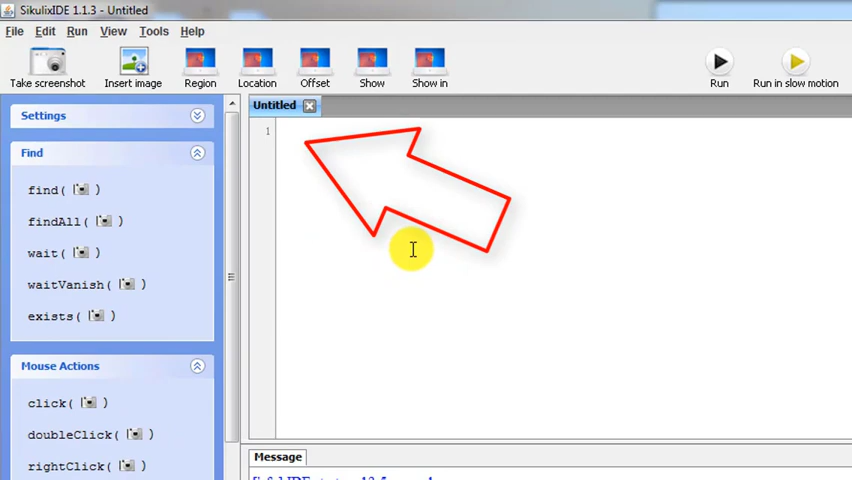 SikulixIDE 1.1.3 - Untitled
File Edit Run View Tools Help
Take screenshot Insert image Region Location Offset Show Show in Run Run in slow motion
Settings
Untitled
1
Find
find( )
findAll( )
wait( )
waitVanish( )
exists( )
Mouse Actions
click( )
doubleClick( )
rightClick( )
Message